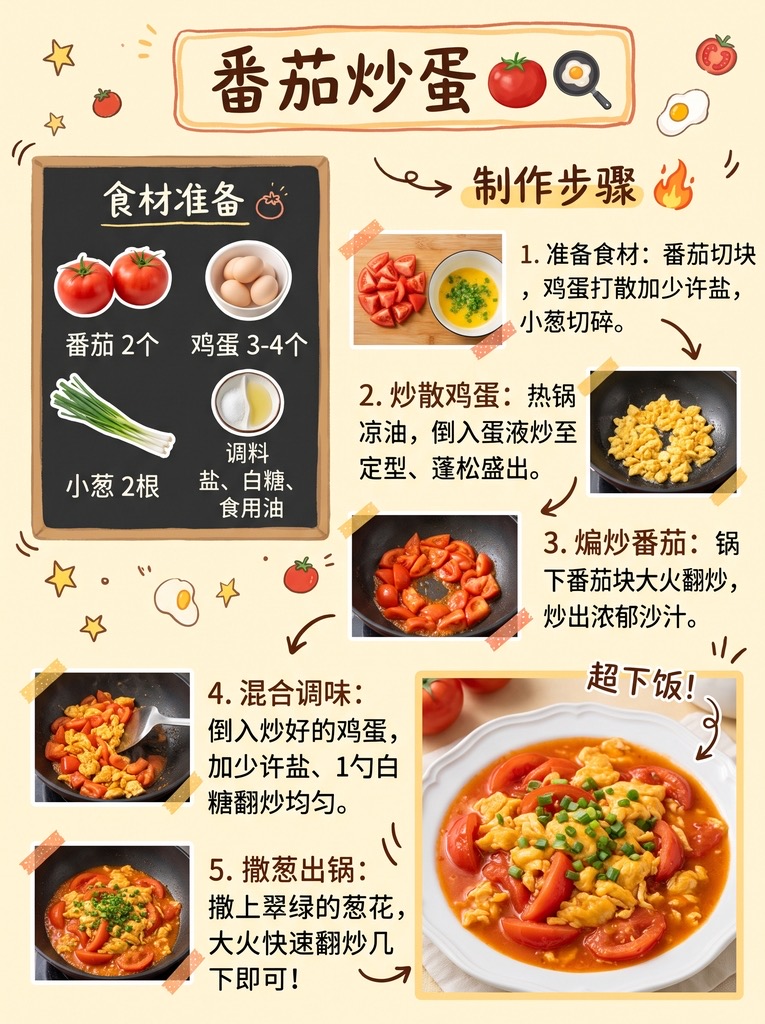 番茄炒蛋
食材准备
番茄 2个
鸡蛋 3-4个
小葱 2根
调料
盐、白糖、
食用油
制作步骤
1. 准备食材：番茄切块
，鸡蛋打散加少许盐，
小葱切碎。
2. 炒散鸡蛋：热锅
凉油，倒入蛋液炒至
定型、蓬松盛出。
3. 煸炒番茄：锅
下番茄块大火翻炒，
炒出浓郁沙汁。
4. 混合调味：
倒入炒好的鸡蛋，
加少许盐、1勺白
糖翻炒均匀。
5. 撒葱出锅：
撒上翠绿的葱花，
大火快速翻炒几
下即可！
超下饭！